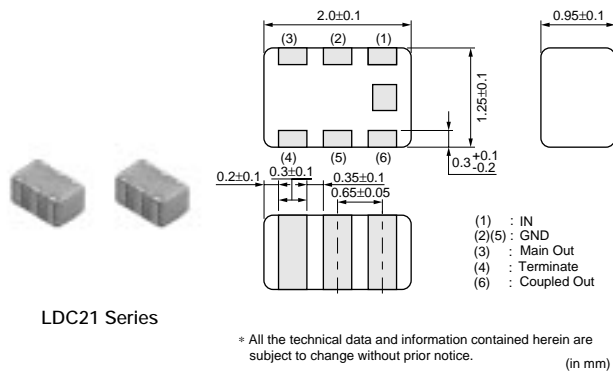 2.0±0.1
0.95±0.1
(3) (2) (1)
1.25±0.1
(4) (5) (6)
0.3 +0.1 -0.2
0.2±0.1
0.3±0.1
0.35±0.1
0.65±0.05
(1) : IN
(2)(5) : GND
(3) : Main Out
(4) : Terminate
(6) : Coupled Out
LDC21 Series
* All the technical data and information contained herein are
subject to change without prior notice.
(in mm)